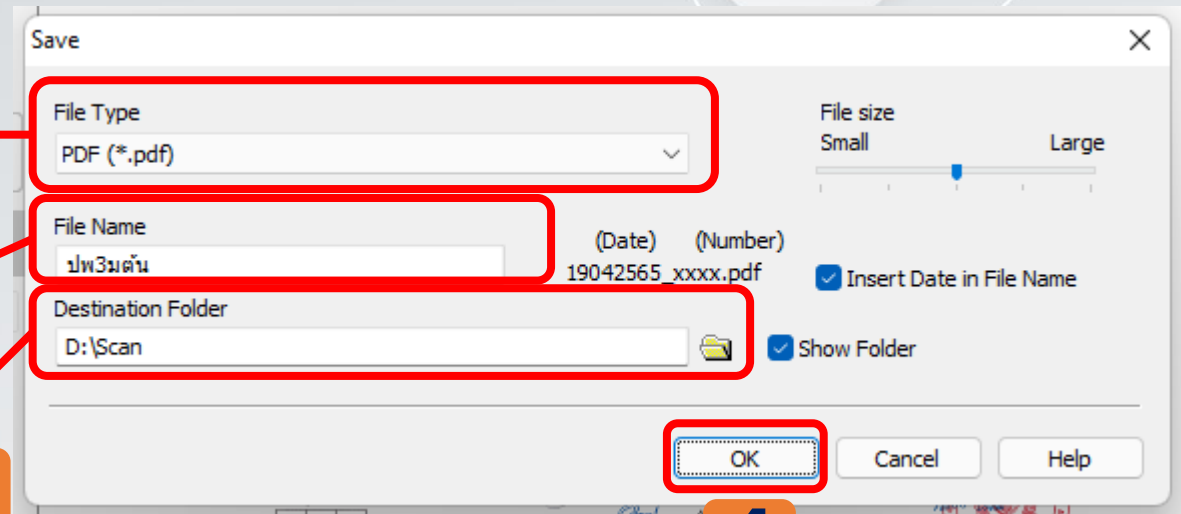 Save
File Type
PDF (*.pdf)
File size
Small Large
File Name
ปพ3มต้น
(Date) (Number)
19042565_xxxx.pdf
Insert Date in File Name
Destination Folder
D:\Scan
Show Folder
OK Cancel Help